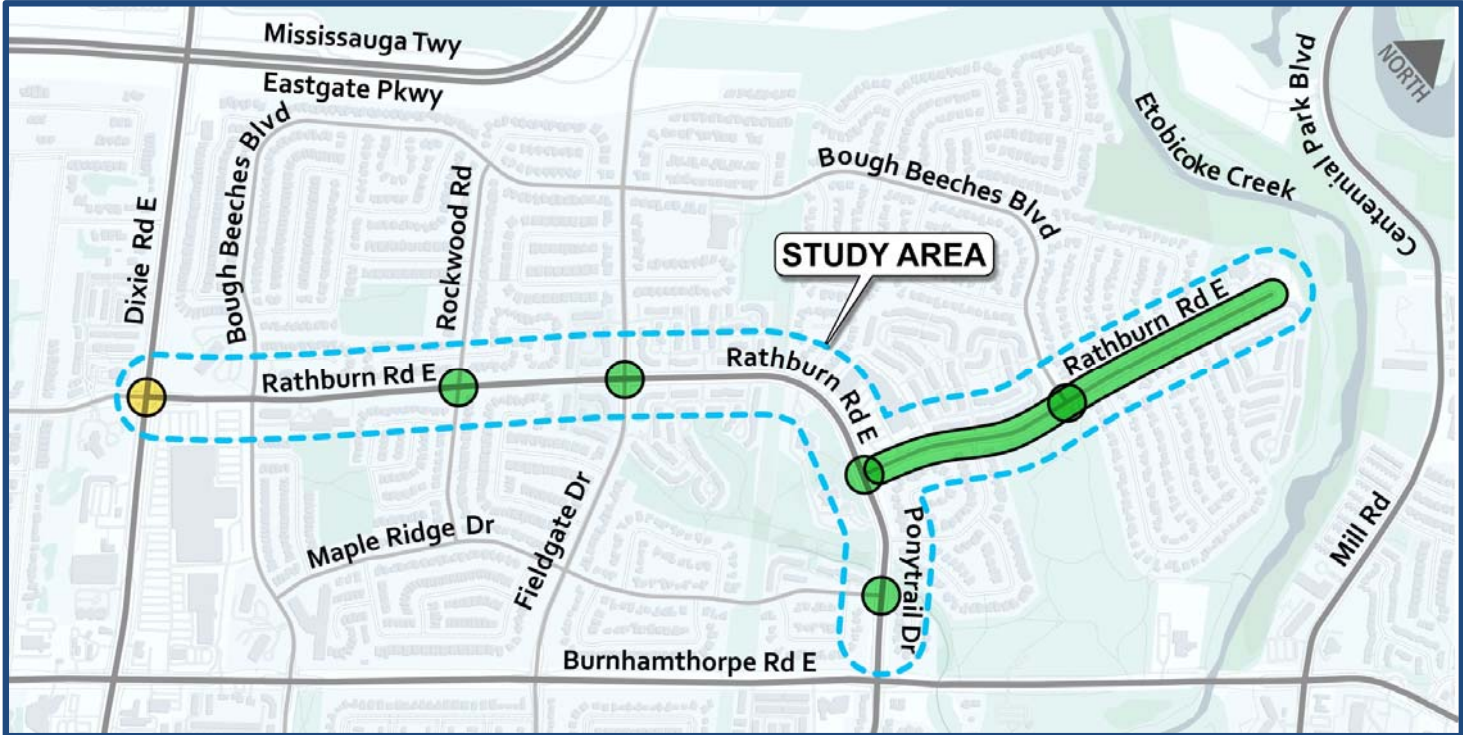 Mississauga Twy
Eastgate Pkwy
NORTH
Centennial Park Blvd
Etobicoke Creek
Bough Beeches Blvd
Bough Beeches Blvd
Rockwood Rd
Dixie Rd E
STUDY AREA
Rathburn Rd E
Rathburn Rd E
Rathburn Rd E
Rathburn Rd E
Maple Ridge Dr
Fieldgate Dr
Ponytrail Dr
Mill Rd
Burnhamthorpe Rd E